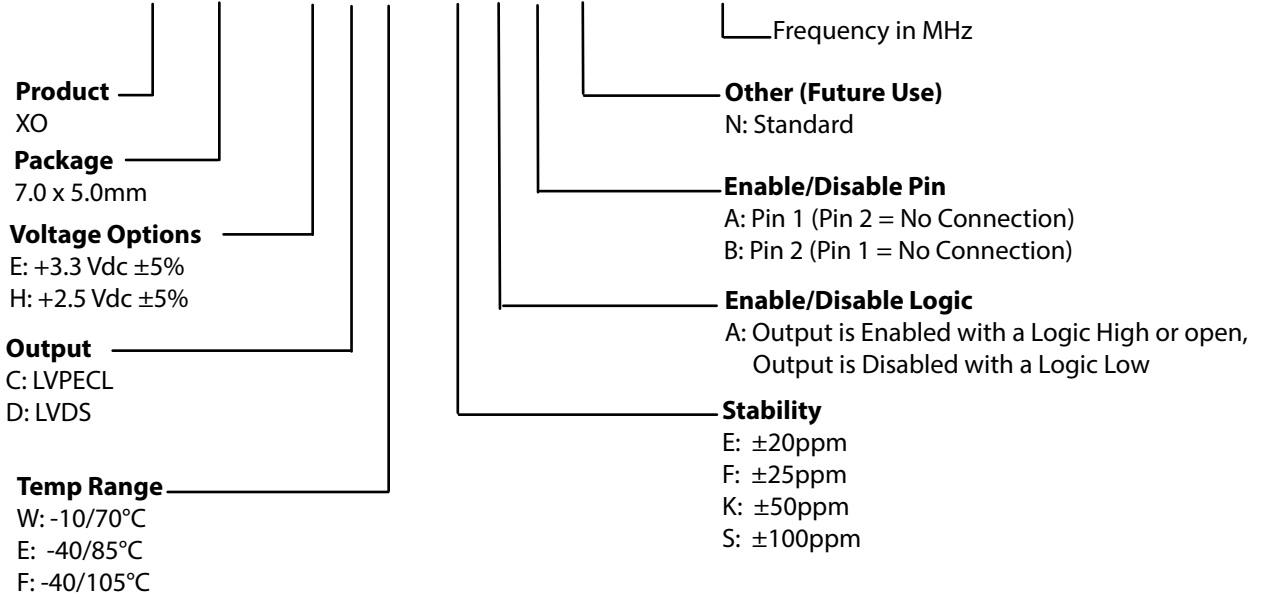 Frequency in MHz
Product
XO
Package
7.0 x 5.0mm
Voltage Options
E: +3.3 Vdc ±5%
H: +2.5 Vdc ±5%
Output
C: LVPECL
D: LVDS
Temp Range
W: -10/70°C
E: -40/85°C
F: -40/105°C
Other (Future Use)
N: Standard
Enable/Disable Pin
A: Pin 1 (Pin 2 = No Connection)
B: Pin 2 (Pin 1 = No Connection)
Enable/Disable Logic
A: Output is Enabled with a Logic High or open,
Output is Disabled with a Logic Low
Stability
E: ±20ppm
F: ±25ppm
K: ±50ppm
S: ±100ppm